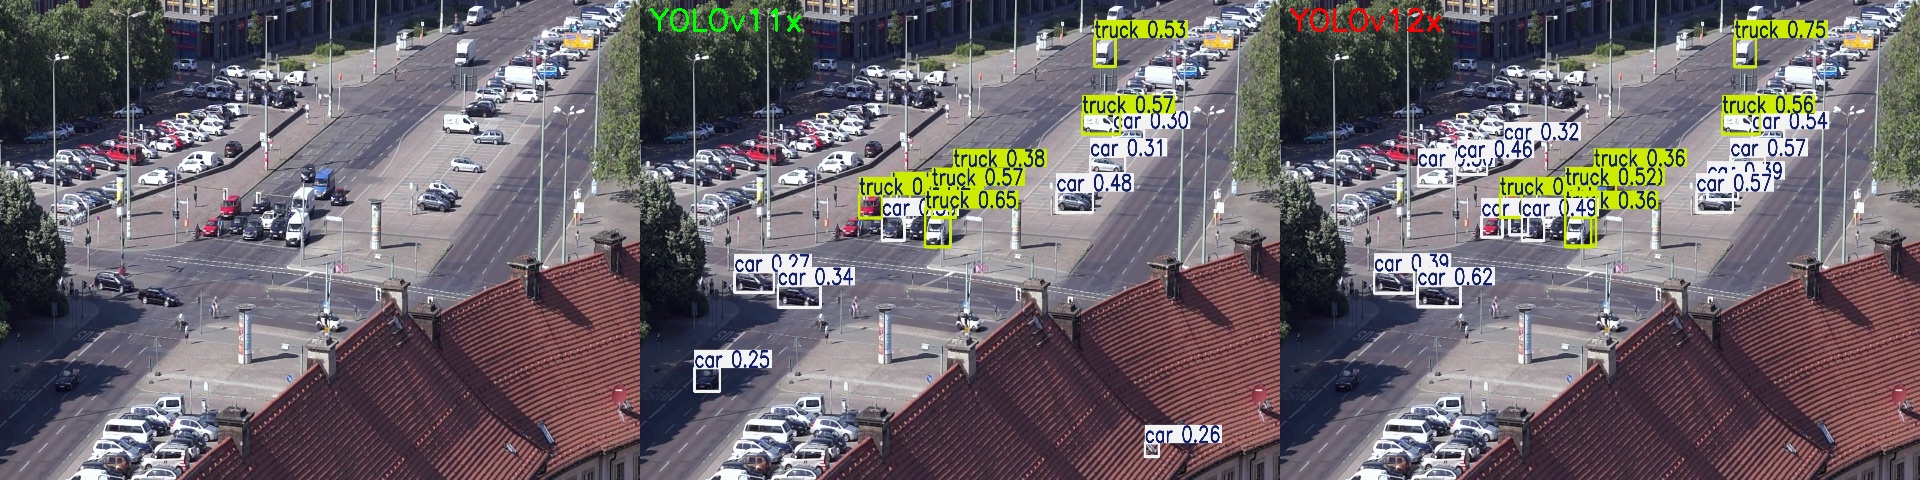 YOLOv11x
truck 0.53
truck 0.57
car 0.30
car 0.31
truck 0.38
truck 0.57
truck 0.65
car 0.48
car 0.27
car 0.34
car 0.25
car 0.26
YOLOv12x
truck 0.75
truck 0.56
car 0.54
car 0.32
car 0.46
car 0.57
truck 0.36
truck 0.52
car 0.57
car 0.49
0.36
car 0.39
car 0.62